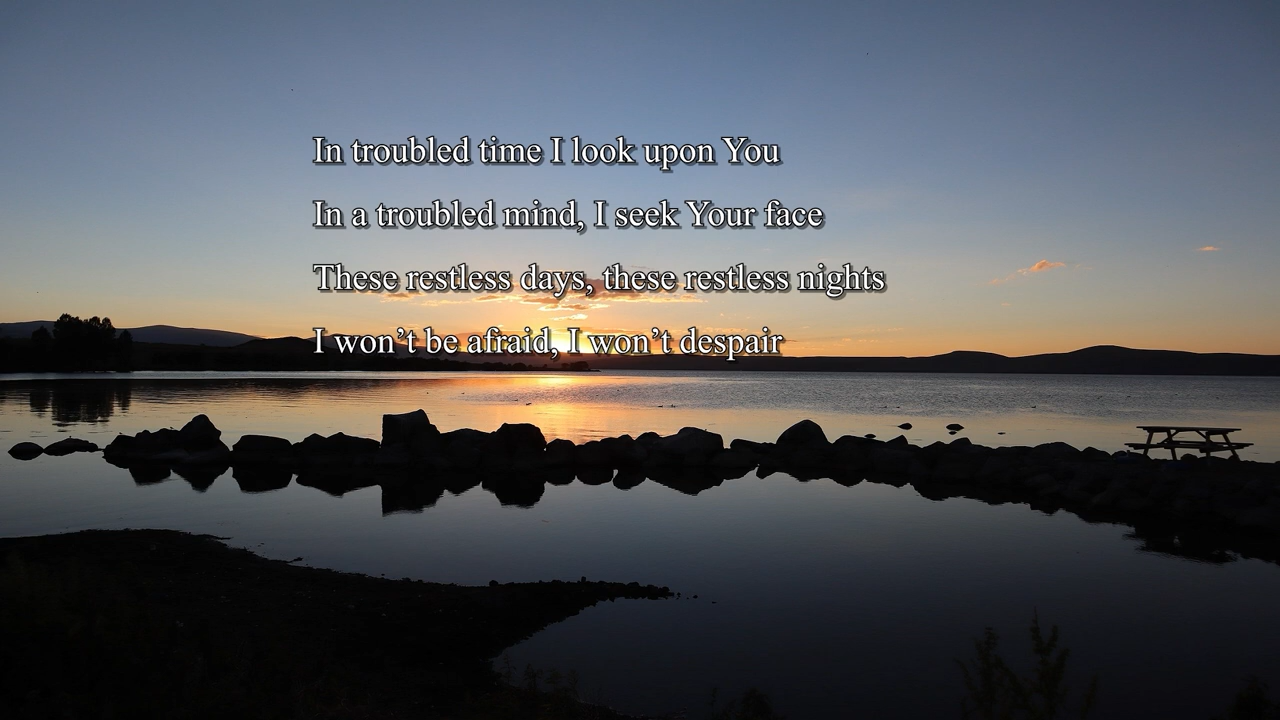 In troubled time I look upon You
In a troubled mind, I seek Your face
These restless days, these restless nights
I won’t be afraid, I won’t despair